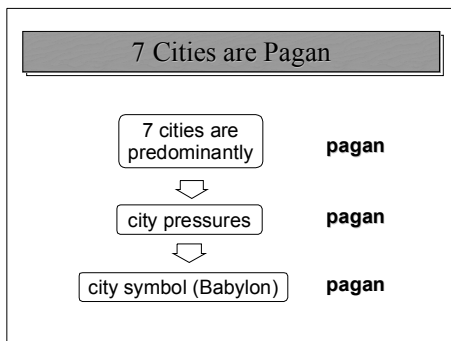 7 Cities are Pagan
7 cities are
predominantly
pagan
city pressures
pagan
city symbol (Babylon)
pagan